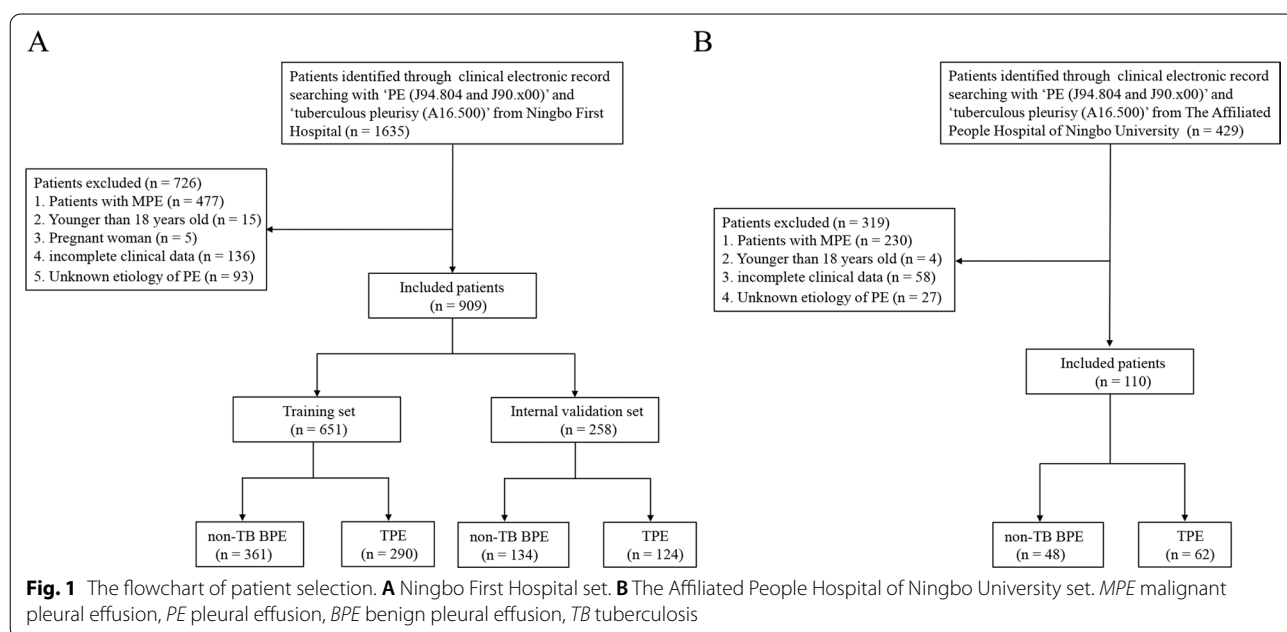 A
Patients identified through clinical electronic record
searching with ‘PE (J94.804 and J90.x00)’ and
‘tuberculous pleurisy (A16.500)’ from Ningbo First
Hospital (n = 1635)
Patients excluded (n = 726)
1. Patients with MPE (n = 477)
2. Younger than 18 years old (n = 15)
3. Pregnant woman (n = 5)
4. incomplete clinical data (n = 136)
5. Unknown etiology of PE (n = 93)
Included patients
(n = 909)
Training set
(n = 651)
Internal validation set
(n = 258)
non-TB BPE
(n = 361)
TPE
(n = 290)
non-TB BPE
(n = 134)
TPE
(n = 124)
B
Patients identified through clinical electronic record
searching with ‘PE (J94.804 and J90.x00)’ and
‘tuberculous pleurisy (A16.500)’ from The Affiliated
People Hospital of Ningbo University (n = 429)
Patients excluded (n = 319)
1. Patients with MPE (n = 230)
2. Younger than 18 years old (n = 4)
3. incomplete clinical data (n = 58)
4. Unknown etiology of PE (n = 27)
Included patients
(n = 110)
non-TB BPE
(n = 48)
TPE
(n = 62)
Fig. 1 The flowchart of patient selection. A Ningbo First Hospital set. B The Affiliated People Hospital of Ningbo University set. MPE malignant
pleural effusion, PE pleural effusion, BPE benign pleural effusion, TB tuberculosis